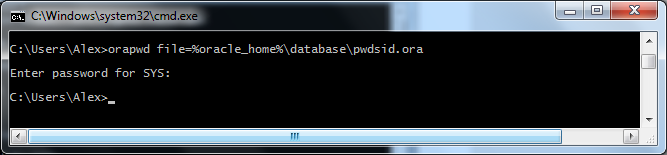 C:\Windows\system32\cmd.exe
C:\Users\Alex>orapwd file=%oracle_home%\database\pwdsid.ora
Enter password for SYS:
C:\Users\Alex>_